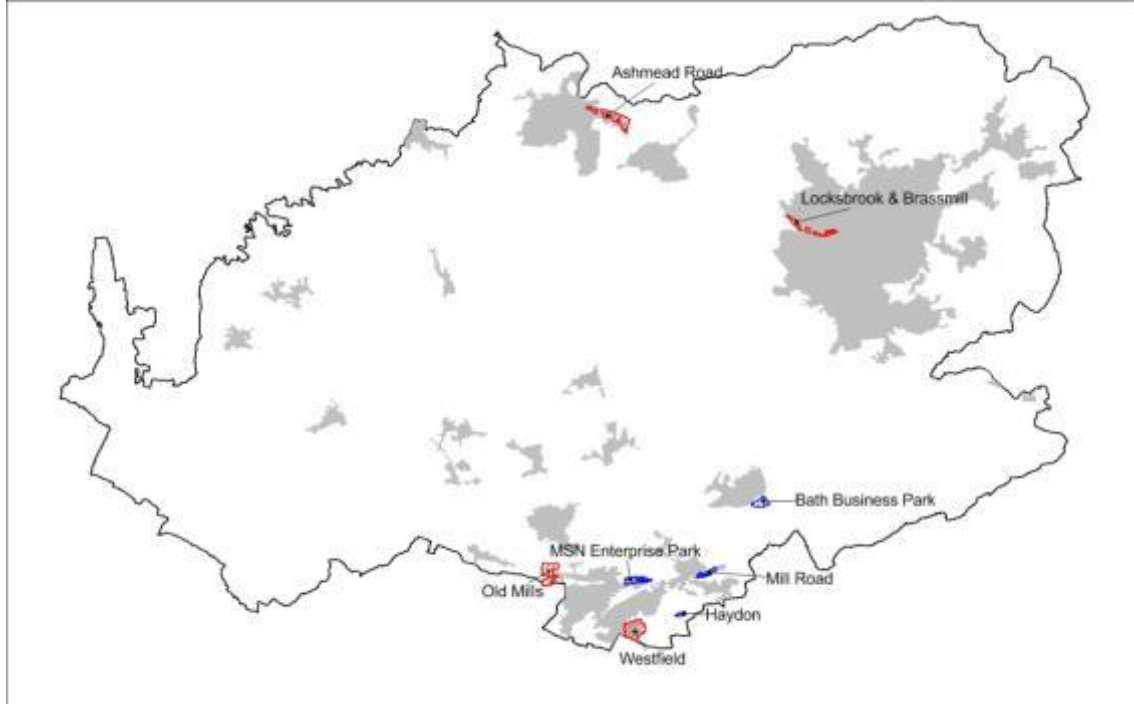 Ashmead Road
Locksbrook & Brassmill
Bath Business Park
MSN Enterprise Park
Old Mills
Mill Road
Haydon
Westfield